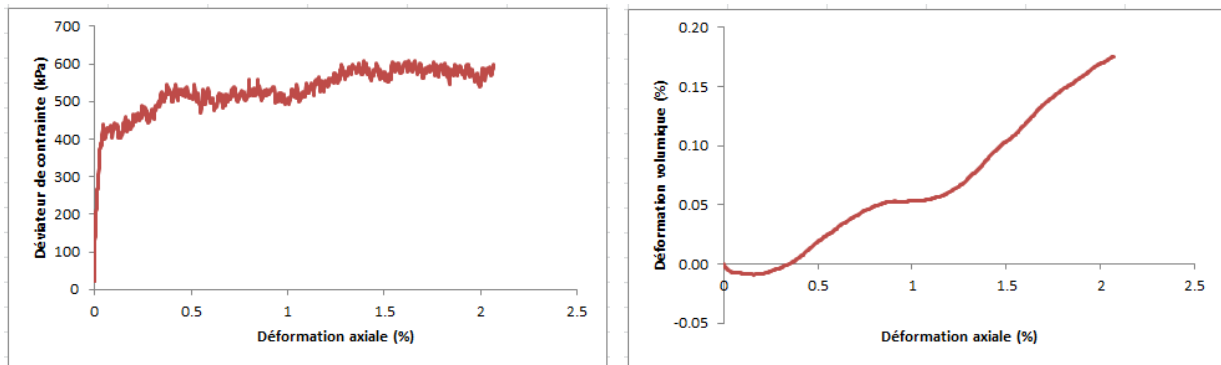 Déviateur de contrainte (kPa)
700
600
500
400
300
200
100
0
0 0.5 1 1.5 2 2.5
Déformation axiale (%)
Déformation volumique (%)
0.20
0.15
0.10
0.05
0.00
-0.05
0 0.5 1 1.5 2 2.5
Déformation axiale (%)